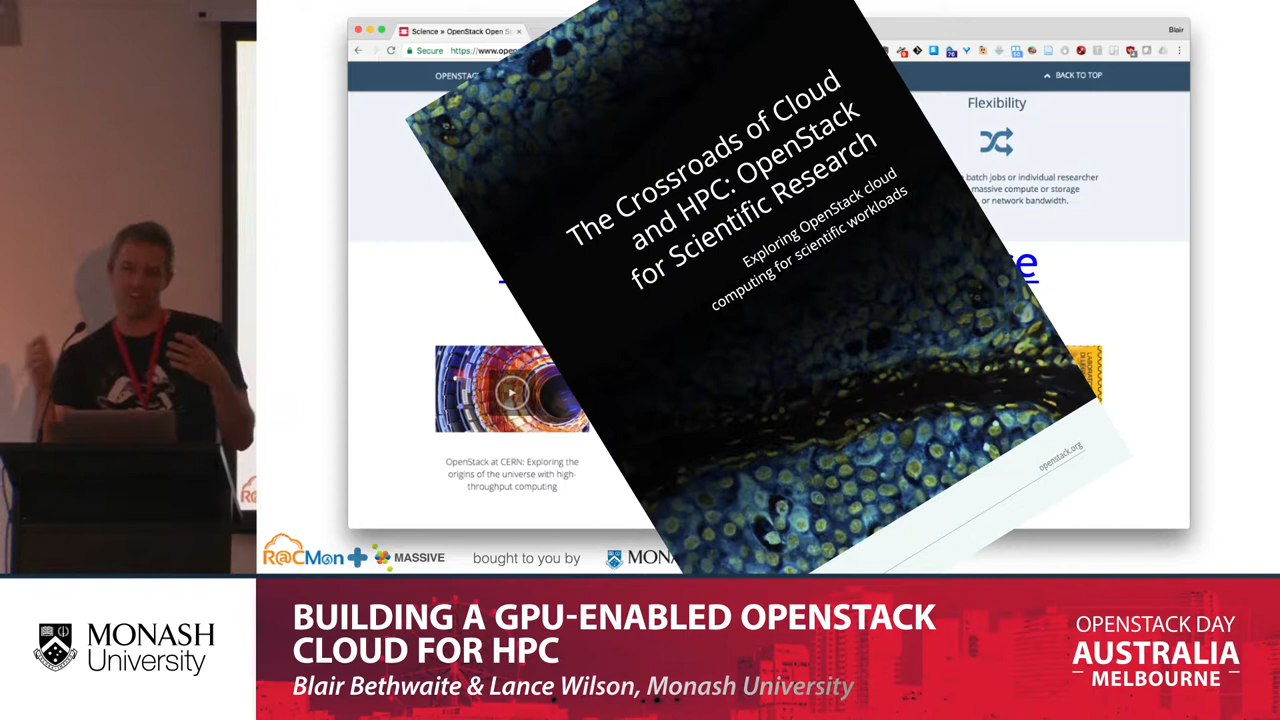 Science » OpenStack Open Sc
Blair
Secure
https://www.open
OPENSTAC
BACK TO TOP
Flexibility
batch jobs or individual researcher
massive compute or storage
or network bandwidth.
The Crossroads of Cloud
and HPC: OpenStack
for Scientific Research
Exploring OpenStack cloud
computing for scientific workloads
openstack.org
OpenStack at CERN: Exploring the
origins of the universe with high-
throughput computing
R@CMon
MASSIVE
bought to you by
MONA
MONASH
University
BUILDING A GPU-ENABLED OPENSTACK
CLOUD FOR HPC
Blair Bethwaite & Lance Wilson, Monash University
OPENSTACK DAY
AUSTRALIA
MELBOURNE